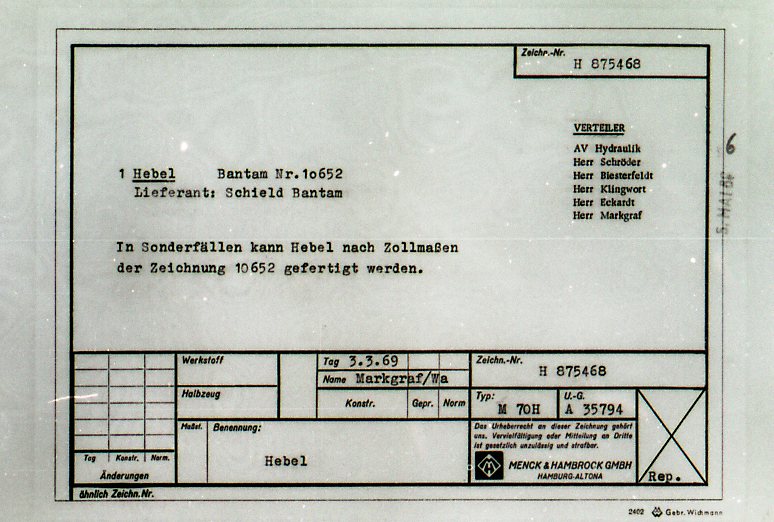 Zeichn.-Nr.
H 875468
VERTEILER
AV Hydraulik
Herr Schröder
Herr Biesterfeldt
Herr Klingwort
Herr Eckardt
Herr Markgraf
6
S. HALBR
1 Hebel Bantam Nr.10652
Lieferant: Schield Bantam
In Sonderfällen kann Hebel nach Zollmaßen
der Zeichnung 10652 gefertigt werden.
Werkstoff
Halbzeug
Tag 3.3.69
Name Markgraf/Wa
Konstr. Gepr. Norm
Zeichn.-Nr.
H 875468
Typ: U.-G.
M 70H A 35794
Maßst. Benennung:
Hebel
Das Urheberrecht an dieser Zeichnung gehört
uns. Vervielfältigung oder Mitteilung an Dritte
ist gesetzlich unzulässig und strafbar.
MENCK & HAMBROCK GMBH
HAMBURG-ALTONA
Rep.
Tag Konstr. Norm.
Änderungen
ähnlich Zeichn. Nr.
2402 Gebr. Wichmann